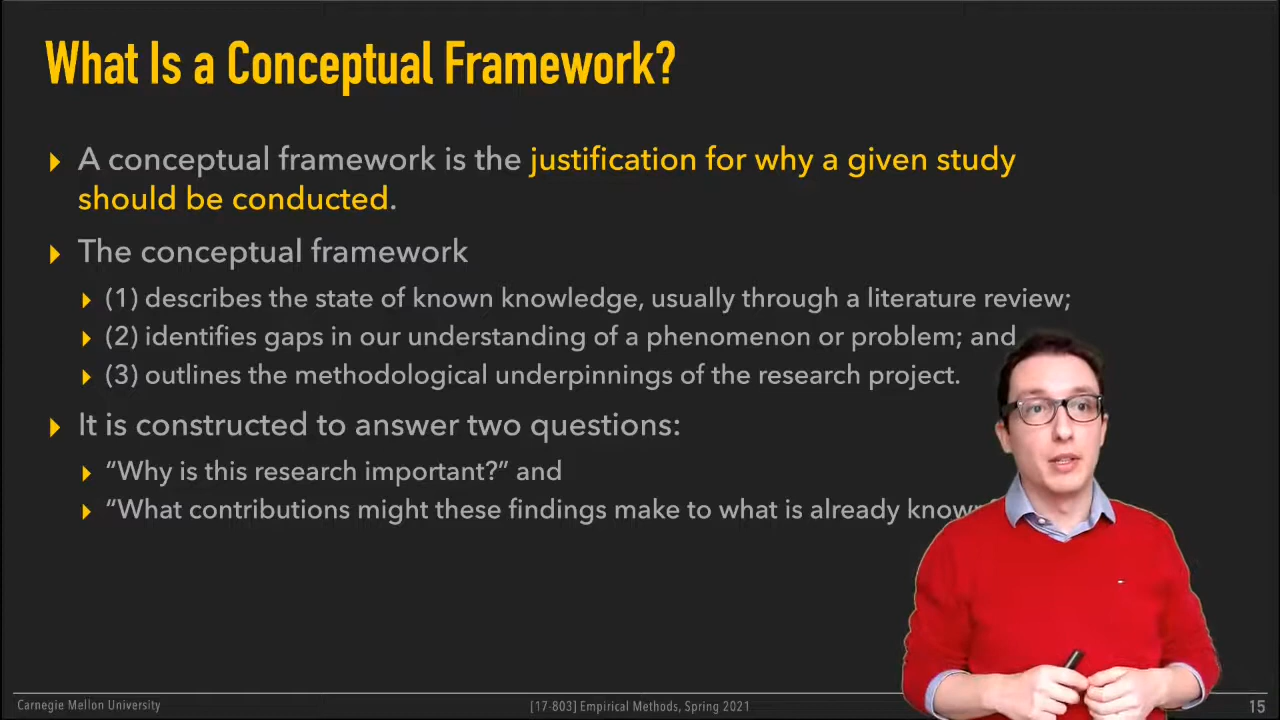 What Is a Conceptual Framework?
A conceptual framework is the justification for why a given study
should be conducted.
The conceptual framework
(1) describes the state of known knowledge, usually through a literature review;
(2) identifies gaps in our understanding of a phenomenon or problem; and
(3) outlines the methodological underpinnings of the research project.
It is constructed to answer two questions:
“Why is this research important?” and
“What contributions might these findings make to what is already known
Carnegie Mellon University
[17-803] Empirical Methods, Spring 2021
15